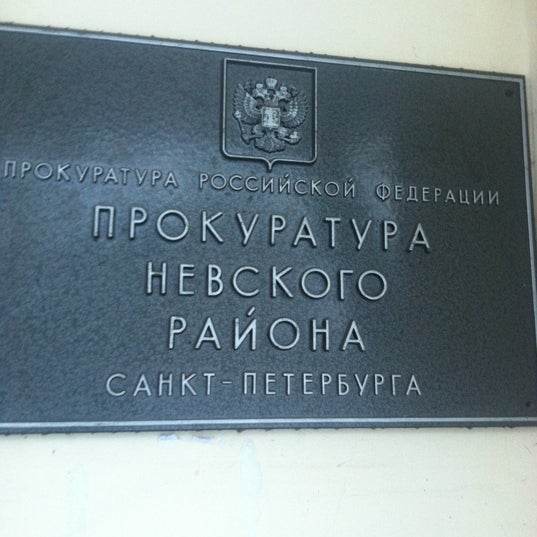 ПРОКУРАТУРА РОССИЙСКОЙ ФЕДЕРАЦИИ
ПРОКУРАТУРА
НЕВСКОГО
РАЙОНА
САНКТ-ПЕТЕРБУРГА